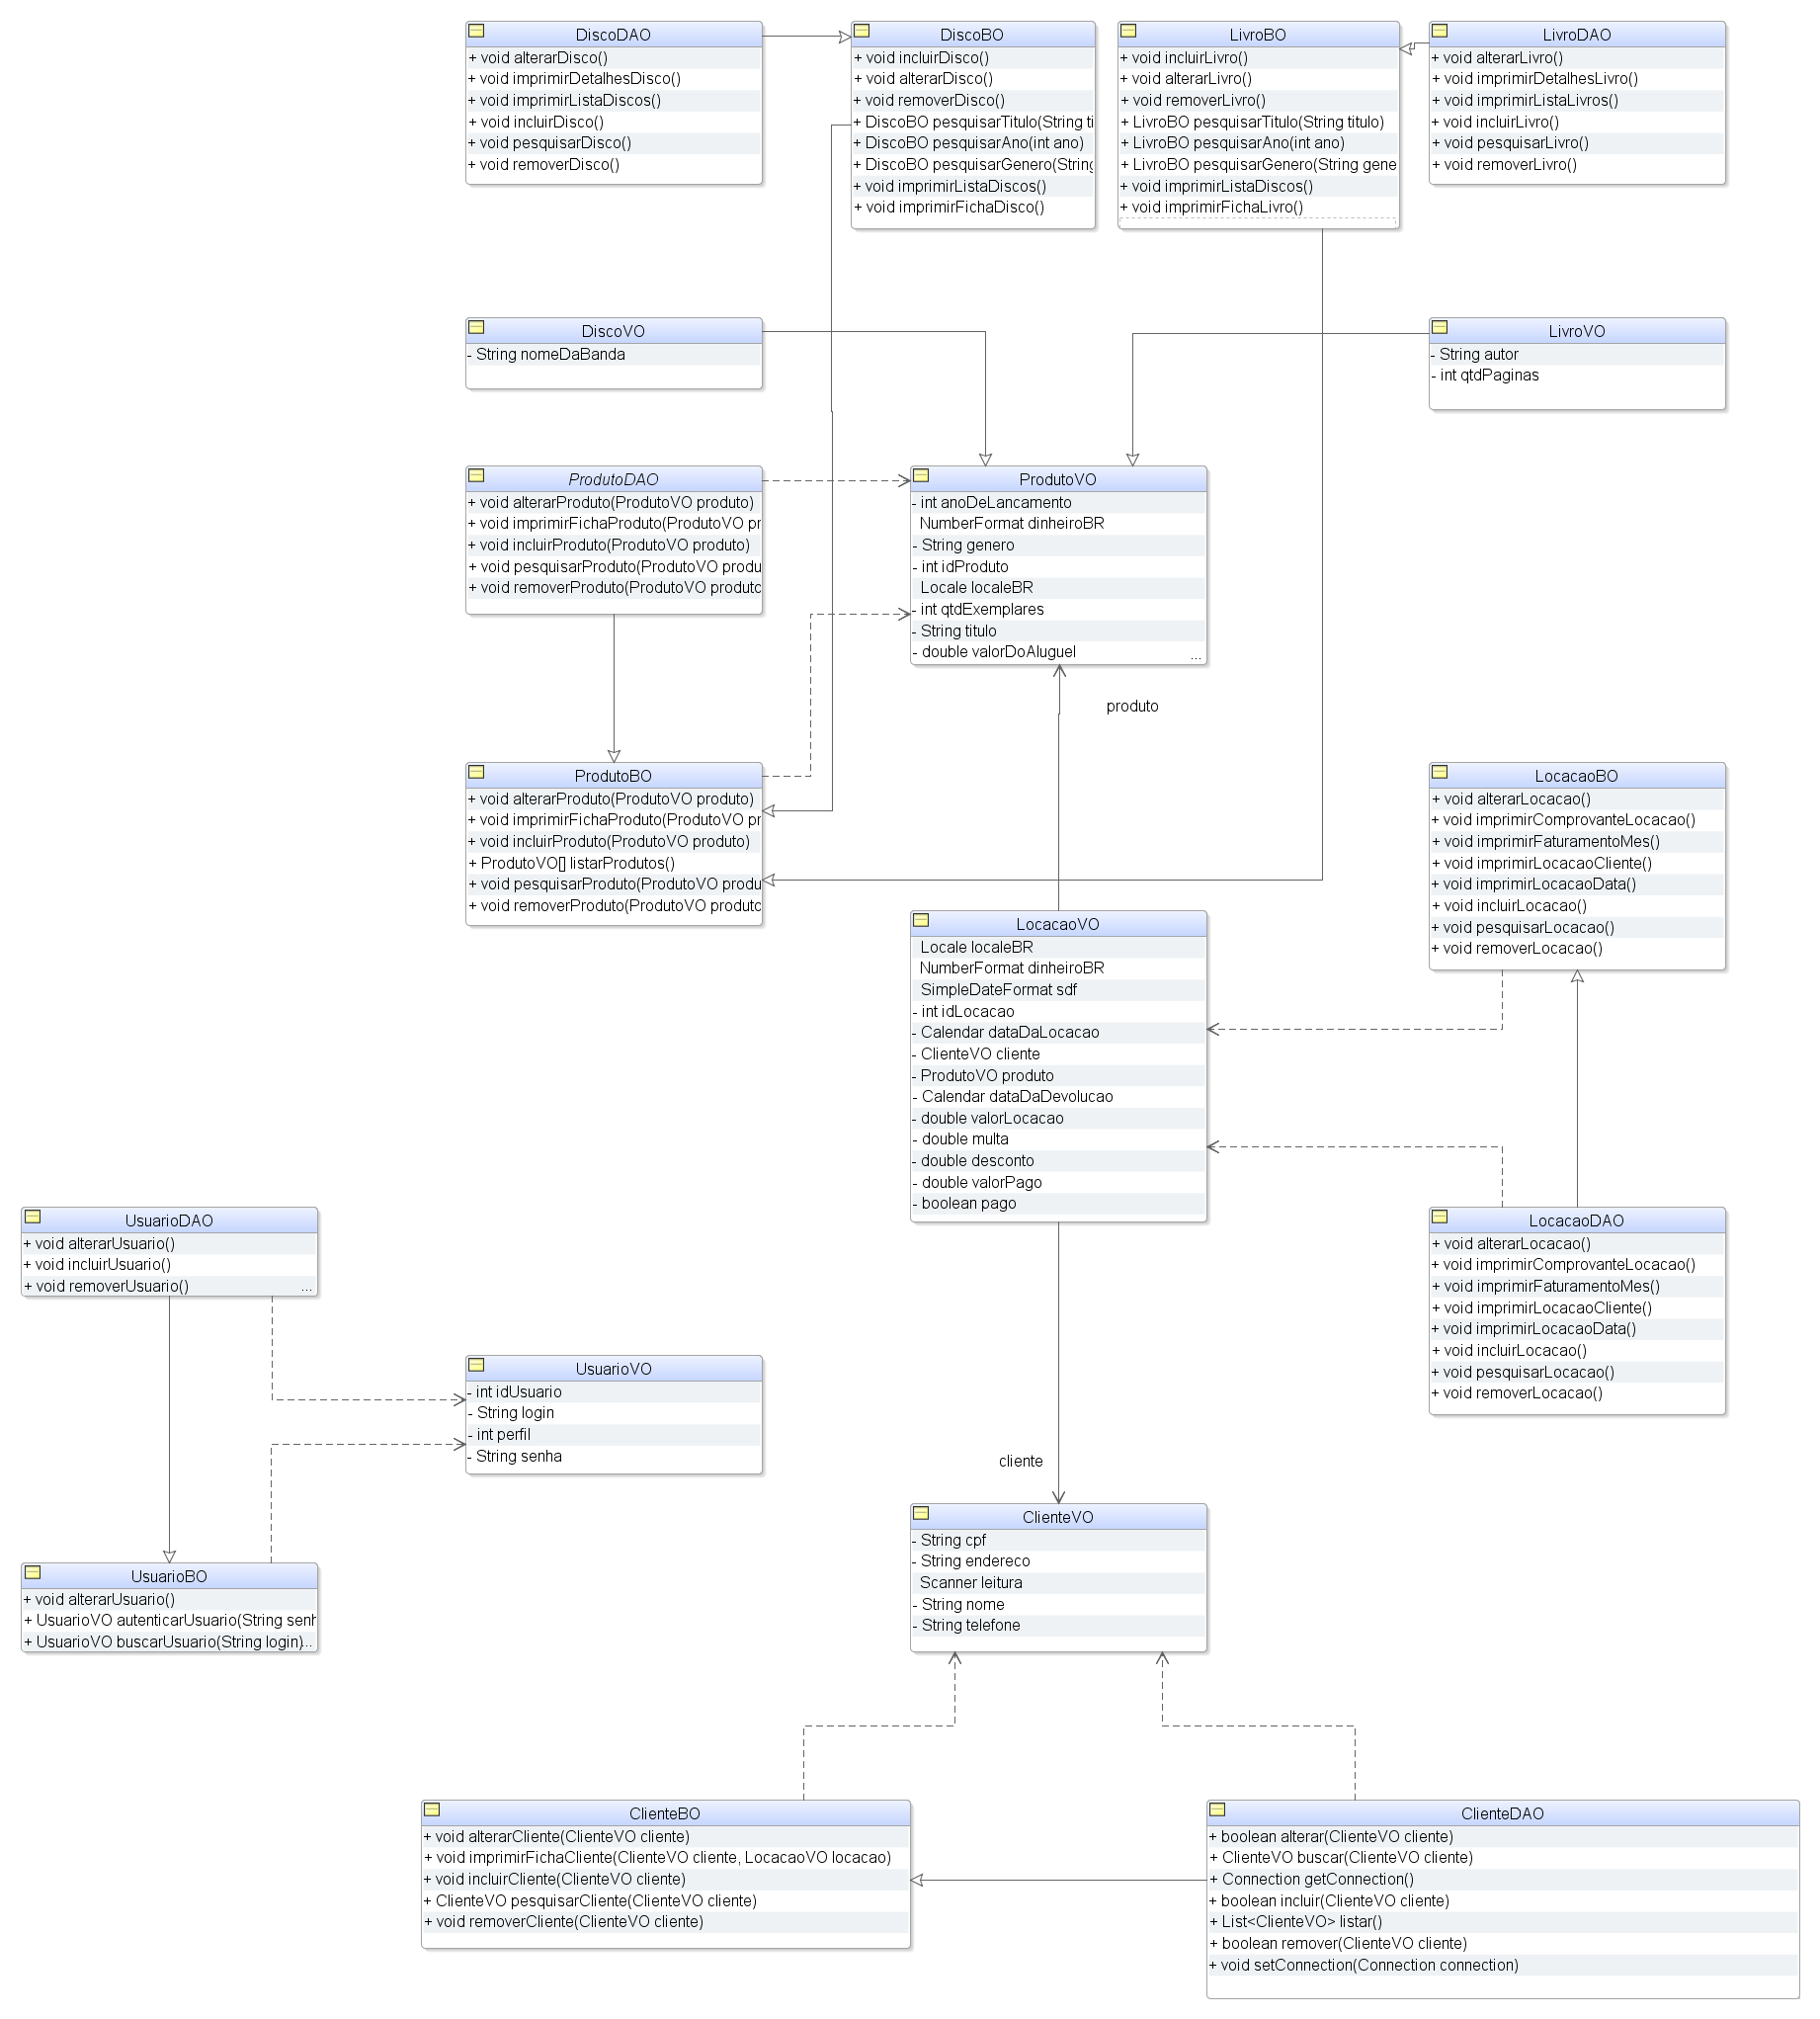 DiscoDAO
+ void alterarDisco()
+ void imprimirDetalhesDisco()
+ void imprimirListaDiscos()
+ void incluirDisco()
+ void pesquisarDisco()
+ void removerDisco()
DiscoBO
+ void incluirDisco()
+ void alterarDisco()
+ void removerDisco()
+ DiscoBO pesquisarTitulo(String ti
+ DiscoBO pesquisarAno(int ano)
+ DiscoBO pesquisarGenero(String
+ void imprimirListaDiscos()
+ void imprimirFichaDisco()
LivroBO
+ void incluirLivro()
+ void alterarLivro()
+ void removerLivro()
+ LivroBO pesquisarTitulo(String titulo)
+ LivroBO pesquisarAno(int ano)
+ LivroBO pesquisarGenero(String gene
+ void imprimirListaDiscos()
+ void imprimirFichaLivro()
LivroDAO
+ void alterarLivro()
+ void imprimirDetalhesLivro()
+ void imprimirListaLivros()
+ void incluirLivro()
+ void pesquisarLivro()
+ void removerLivro()
DiscoVO
- String nomeDaBanda
LivroVO
- String autor
- int qtdPaginas
ProdutoDAO
+ void alterarProduto(ProdutoVO produto)
+ void imprimirFichaProduto(ProdutoVO pr
+ void incluirProduto(ProdutoVO produto)
+ void pesquisarProduto(ProdutoVO produ
+ void removerProduto(ProdutoVO produto
ProdutoVO
- int anoDeLancamento
NumberFormat dinheiroBR
- String genero
- int idProduto
Locale localeBR
- int qtdExemplares
- String titulo
- double valorDoAluguel ...
produto
ProdutoBO
+ void alterarProduto(ProdutoVO produto)
+ void imprimirFichaProduto(ProdutoVO pr
+ void incluirProduto(ProdutoVO produto)
+ ProdutoVO[] listarProdutos()
+ void pesquisarProduto(ProdutoVO produ
+ void removerProduto(ProdutoVO produto
LocacaoBO
+ void alterarLocacao()
+ void imprimirComprovanteLocacao()
+ void imprimirFaturamentoMes()
+ void imprimirLocacaoCliente()
+ void imprimirLocacaoData()
+ void incluirLocacao()
+ void pesquisarLocacao()
+ void removerLocacao()
LocacaoVO
Locale localeBR
NumberFormat dinheiroBR
SimpleDateFormat sdf
- int idLocacao
- Calendar dataDaLocacao
- ClienteVO cliente
- ProdutoVO produto
- Calendar dataDaDevolucao
- double valorLocacao
- double multa
- double desconto
- double valorPago
- boolean pago
UsuarioDAO
+ void alterarUsuario()
+ void incluirUsuario()
+ void removerUsuario() ...
LocacaoDAO
+ void alterarLocacao()
+ void imprimirComprovanteLocacao()
+ void imprimirFaturamentoMes()
+ void imprimirLocacaoCliente()
+ void imprimirLocacaoData()
+ void incluirLocacao()
+ void pesquisarLocacao()
+ void removerLocacao()
UsuarioVO
- int idUsuario
- String login
- int perfil
- String senha
cliente
UsuarioBO
+ void alterarUsuario()
+ UsuarioVO autenticarUsuario(String senh
+ UsuarioVO buscarUsuario(String login)...
ClienteVO
- String cpf
- String endereco
Scanner leitura
- String nome
- String telefone
ClienteBO
+ void alterarCliente(ClienteVO cliente)
+ void imprimirFichaCliente(ClienteVO cliente, LocacaoVO locacao)
+ void incluirCliente(ClienteVO cliente)
+ ClienteVO pesquisarCliente(ClienteVO cliente)
+ void removerCliente(ClienteVO cliente)
ClienteDAO
+ boolean alterar(ClienteVO cliente)
+ ClienteVO buscar(ClienteVO cliente)
+ Connection getConnection()
+ boolean incluir(ClienteVO cliente)
+ List<ClienteVO> listar()
+ boolean remover(ClienteVO cliente)
+ void setConnection(Connection connection)